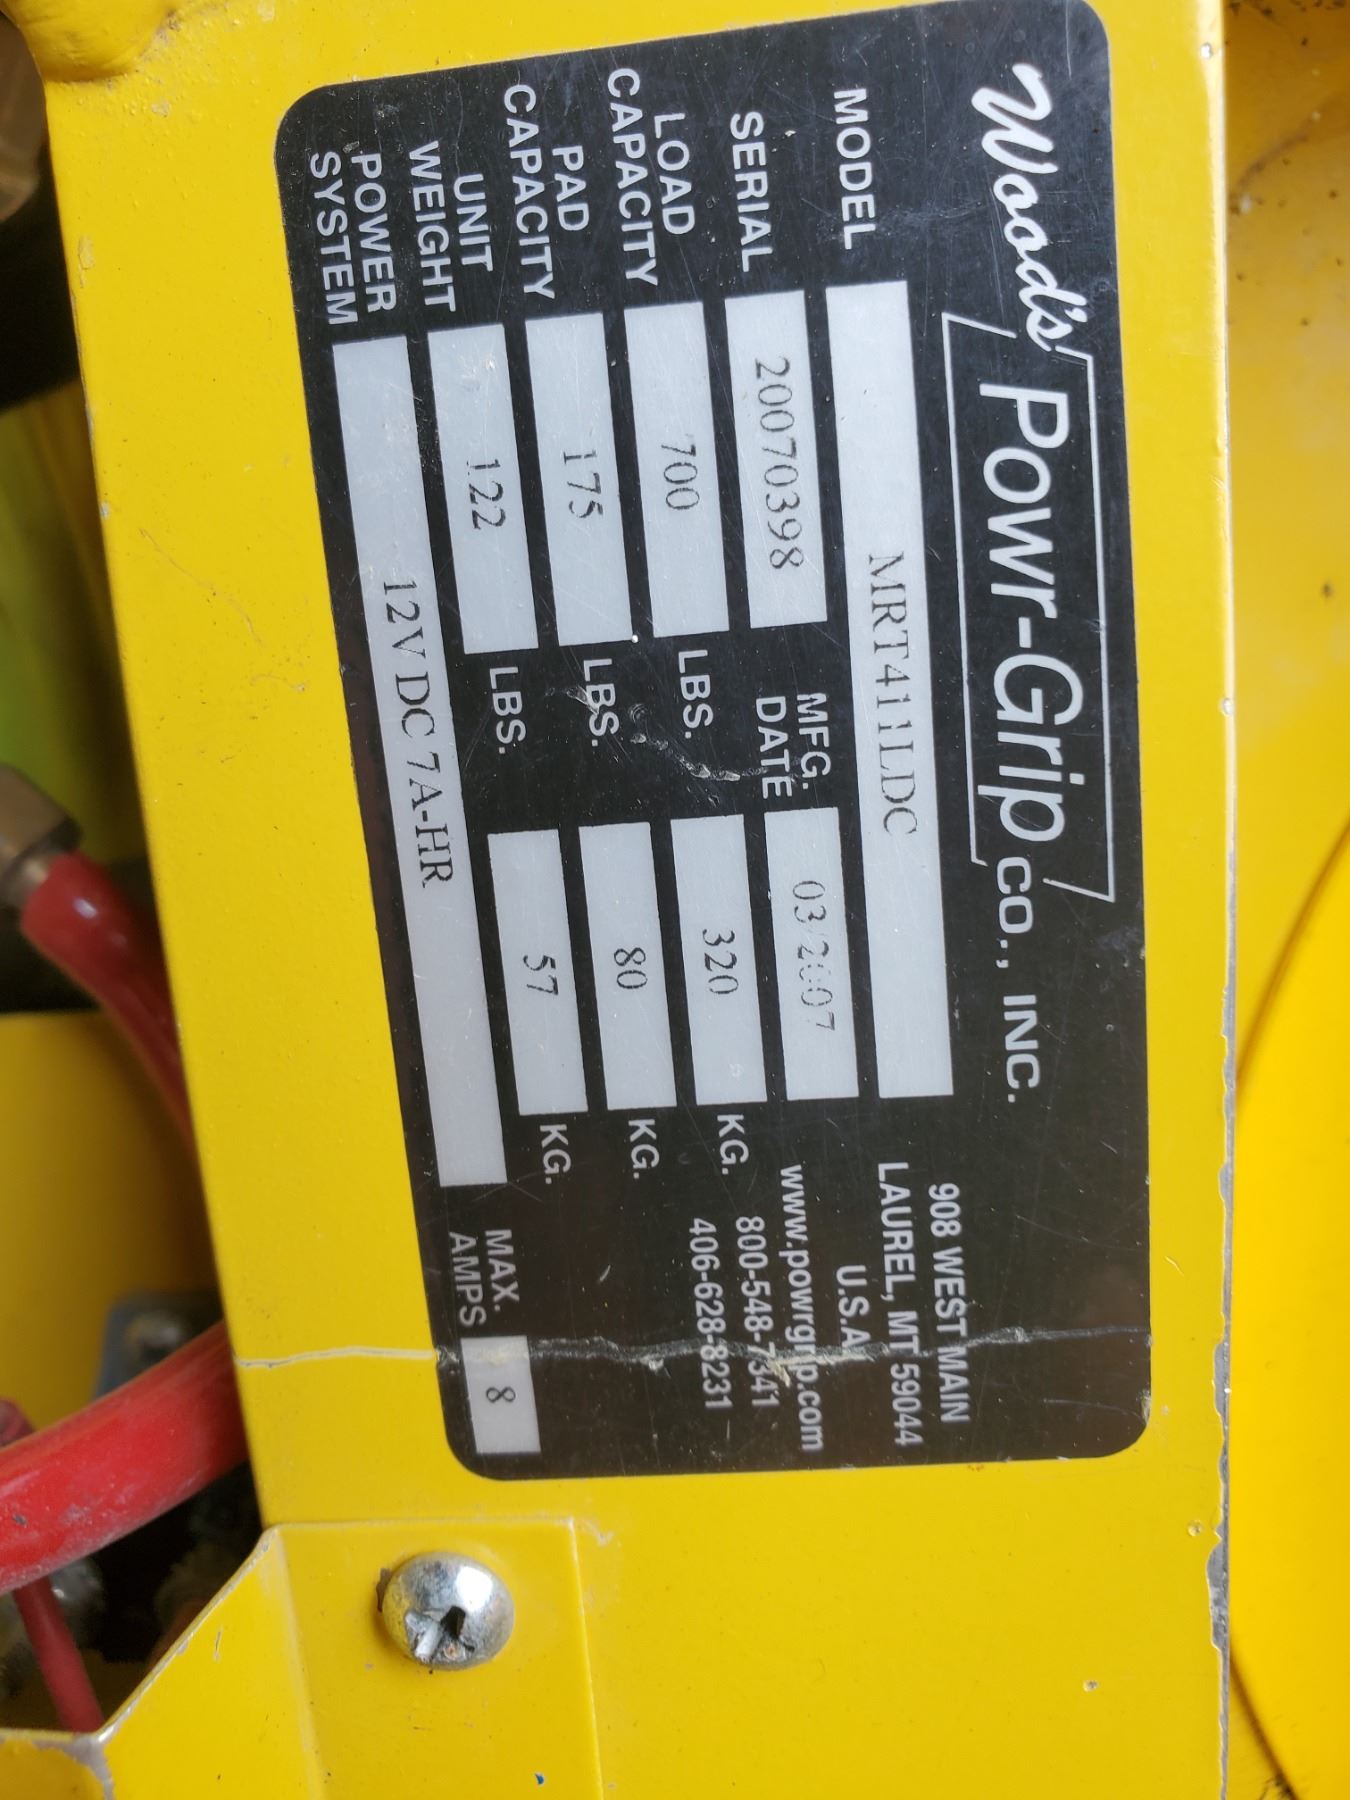 Wood's Powr-Grip CO., INC.
908 WEST MAIN
LAUREL, MT 59044
U.S.A.
www.powrgrip.com
800-548-7341
406-628-8231
MODEL MRT411LDC
SERIAL 20070398 MFG. DATE 03/2007
LOAD CAPACITY 700 LBS. 320 KG.
PAD CAPACITY 175 LBS. 80 KG.
UNIT WEIGHT 122 LBS. 57 KG.
POWER SYSTEM 12V DC 7A-HR MAX. AMPS 8